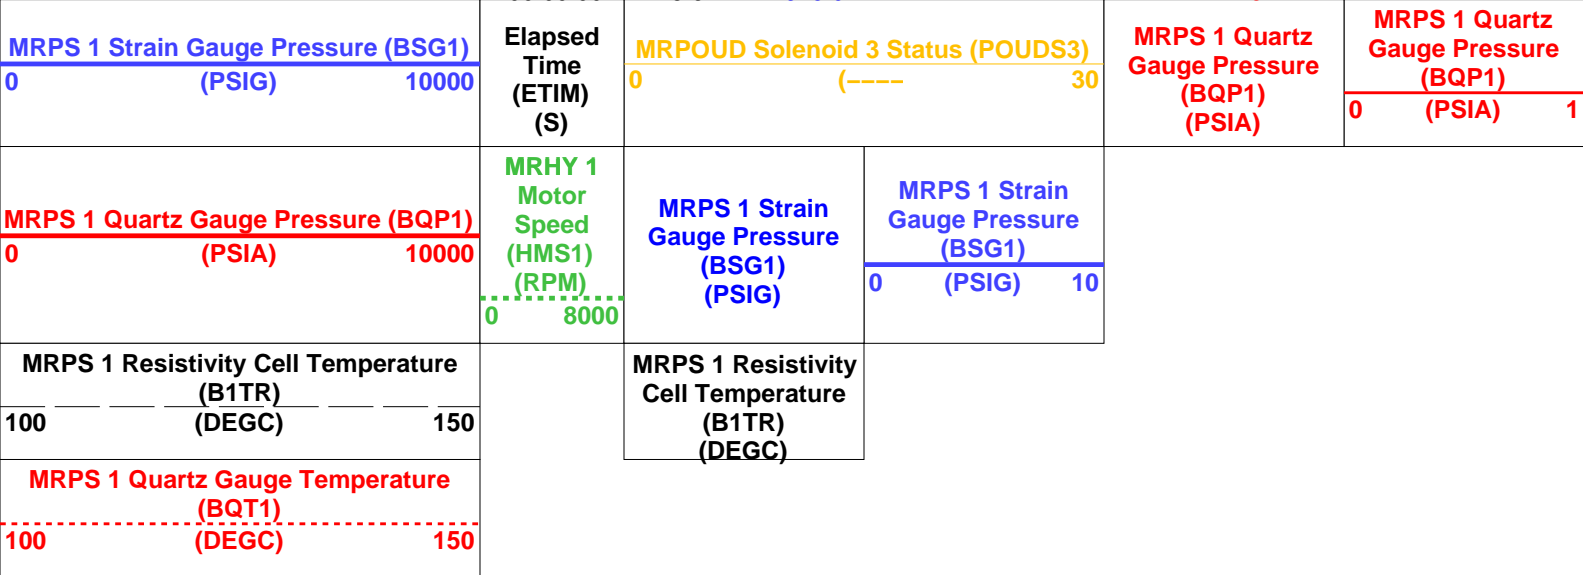 MRPS 1 Strain Gauge Pressure (BSG1)
0 (PSIG) 10000
Elapsed
Time
(ETIM)
(S)
MRPOUD Solenoid 3 Status (POUDS3)
0 (---- 30
MRPS 1 Quartz
Gauge Pressure
(BQP1)
(PSIA)
MRPS 1 Quartz
Gauge Pressure
(BQP1)
0 (PSIA) 1
MRPS 1 Quartz Gauge Pressure (BQP1)
0 (PSIA) 10000
MRHY 1
Motor
Speed
(HMS1)
(RPM)
0 8000
MRPS 1 Strain
Gauge Pressure
(BSG1)
(PSIG)
MRPS 1 Strain
Gauge Pressure
(BSG1)
0 (PSIG) 10
MRPS 1 Resistivity Cell Temperature
(B1TR)
100 (DEGC) 150
MRPS 1 Resistivity
Cell Temperature
(B1TR)
(DEGC)
MRPS 1 Quartz Gauge Temperature
(BQT1)
100 (DEGC) 150